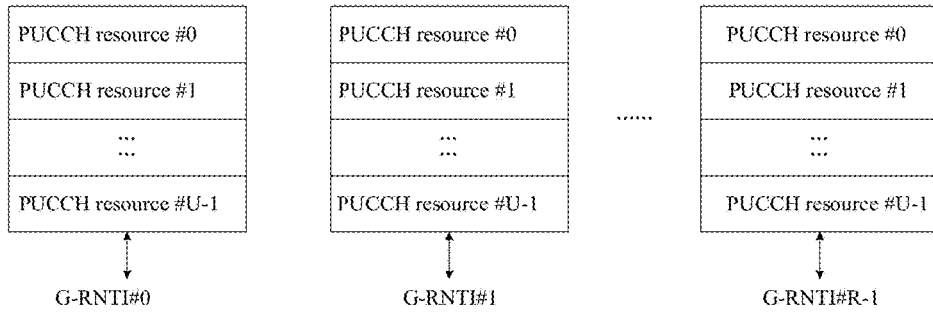 PUCCH resource #0
PUCCH resource #1
...
...
PUCCH resource #U-1
G-RNTI#0
PUCCH resource #0
PUCCH resource #1
...
...
PUCCH resource #U-1
G-RNTI#1
......
PUCCH resource #0
PUCCH resource #1
...
...
PUCCH resource #U-1
G-RNTI#R-1